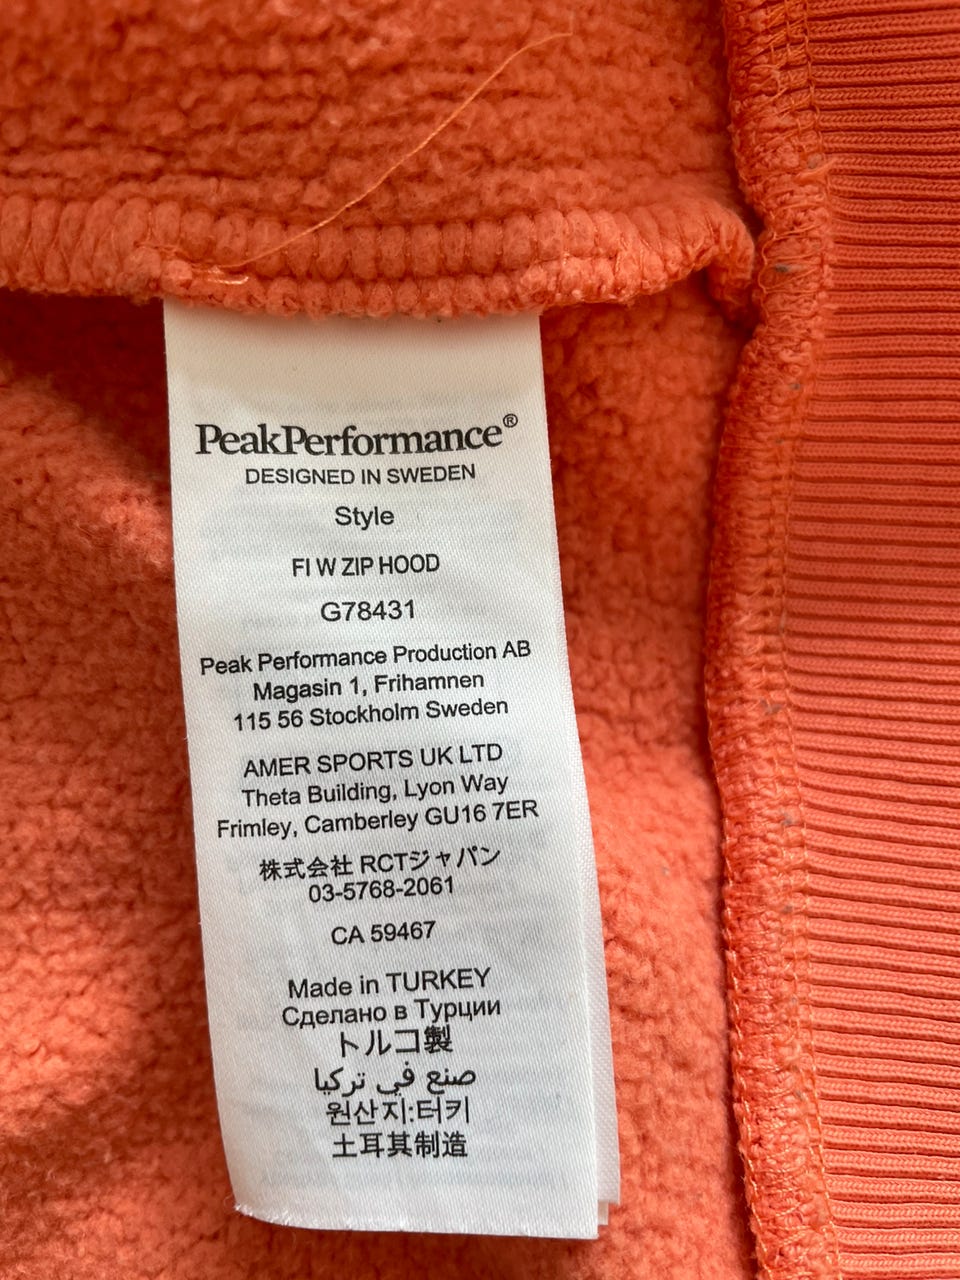 PeakPerformance®
DESIGNED IN SWEDEN
Style
FI W ZIP HOOD
G78431
Peak Performance Production AB
Magasin 1, Frihamnen
115 56 Stockholm Sweden
AMER SPORTS UK LTD
Theta Building, Lyon Way
Frimley, Camberley GU16 7ER
株式会社 RCTジャパン
03-5768-2061
CA 59467
Made in TURKEY
Сделано в Турции
トルコ製
صنع في تركيا
원산지:터키
土耳其制造